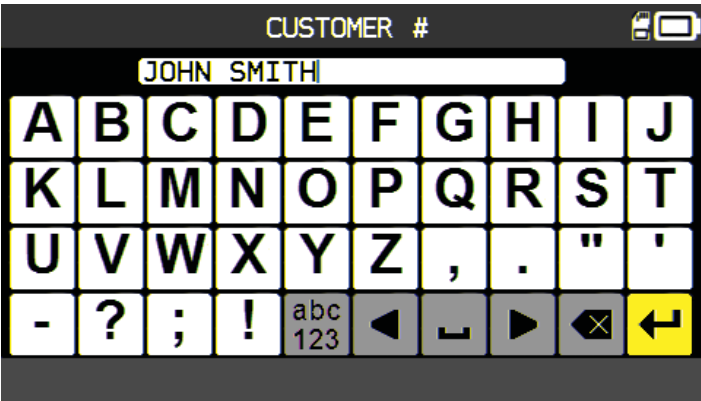 CUSTOMER #
JOHN SMITH
A B C D E F G H I J
K L M N O P Q R S T
U V W X Y Z , . " '
- ? ; ! abc
123